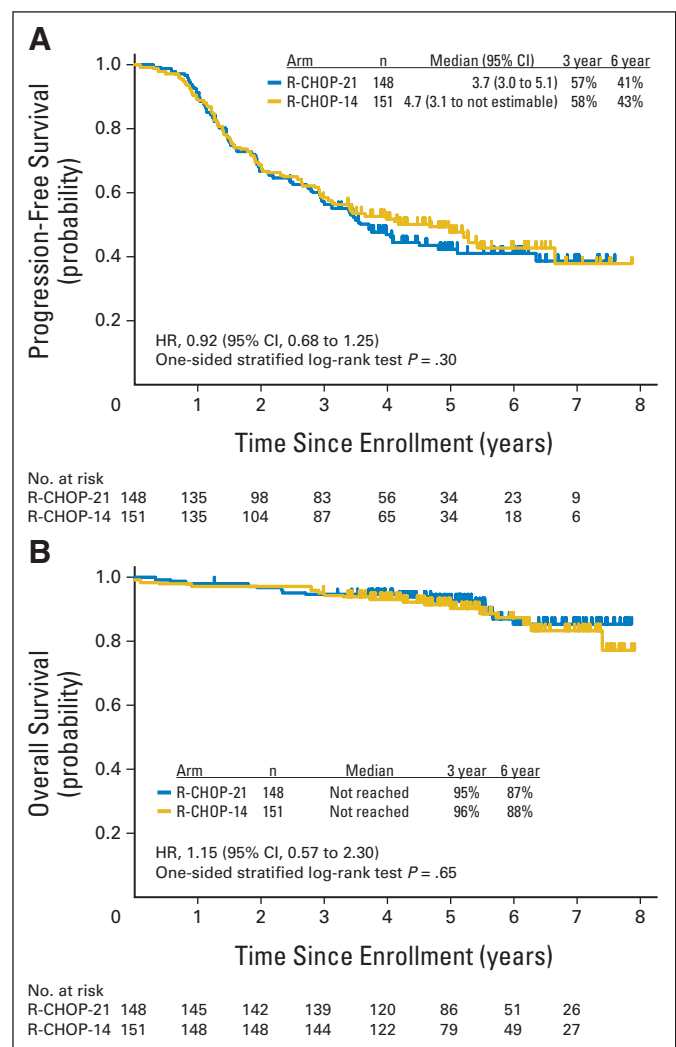 A
Progression-Free Survival
(probability)
Arm n Median (95% CI) 3 year 6 year
R-CHOP-21 148 3.7 (3.0 to 5.1) 57% 41%
R-CHOP-14 151 4.7 (3.1 to not estimable) 58% 43%
1.0
0.8
0.6
0.4
0.2
HR, 0.92 (95% CI, 0.68 to 1.25)
One-sided stratified log-rank test P = .30
0 1 2 3 4 5 6 7 8
Time Since Enrollment (years)
No. at risk
R-CHOP-21 148 135 98 83 56 34 23 9
R-CHOP-14 151 135 104 87 65 34 18 6
B
Overall Survival
(probability)
1.0
0.8
0.6
0.4
0.2
Arm n Median 3 year 6 year
R-CHOP-21 148 Not reached 95% 87%
R-CHOP-14 151 Not reached 96% 88%
HR, 1.15 (95% CI, 0.57 to 2.30)
One-sided stratified log-rank test P = .65
0 1 2 3 4 5 6 7 8
Time Since Enrollment (years)
No. at risk
R-CHOP-21 148 145 142 139 120 86 51 26
R-CHOP-14 151 148 148 144 122 79 49 27